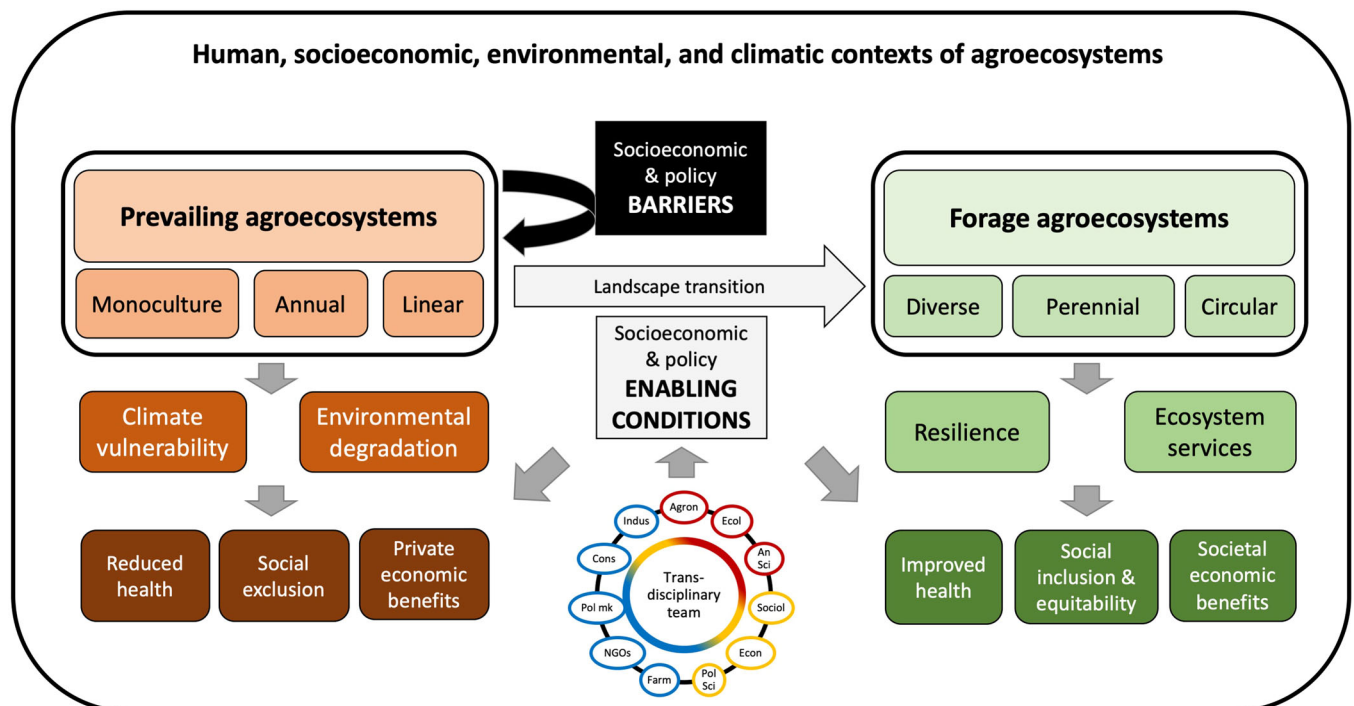 Human, socioeconomic, environmental, and climatic contexts of agroecosystems
Socioeconomic
& policy
BARRIERS
Prevailing agroecosystems
Monoculture
Annual
Linear
Landscape transition
Forage agroecosystems
Diverse
Perennial
Circular
Socioeconomic
& policy
ENABLING
CONDITIONS
Climate
vulnerability
Environmental
degradation
Resilience
Ecosystem
services
Reduced
health
Social
exclusion
Private
economic
benefits
Trans-
disciplinary
team
Agron
Ecol
An
Sci
Sociol
Econ
Pol
Sci
Farm
NGOs
Pol mk
Cons
Indus
Improved
health
Social
inclusion &
equitability
Societal
economic
benefits